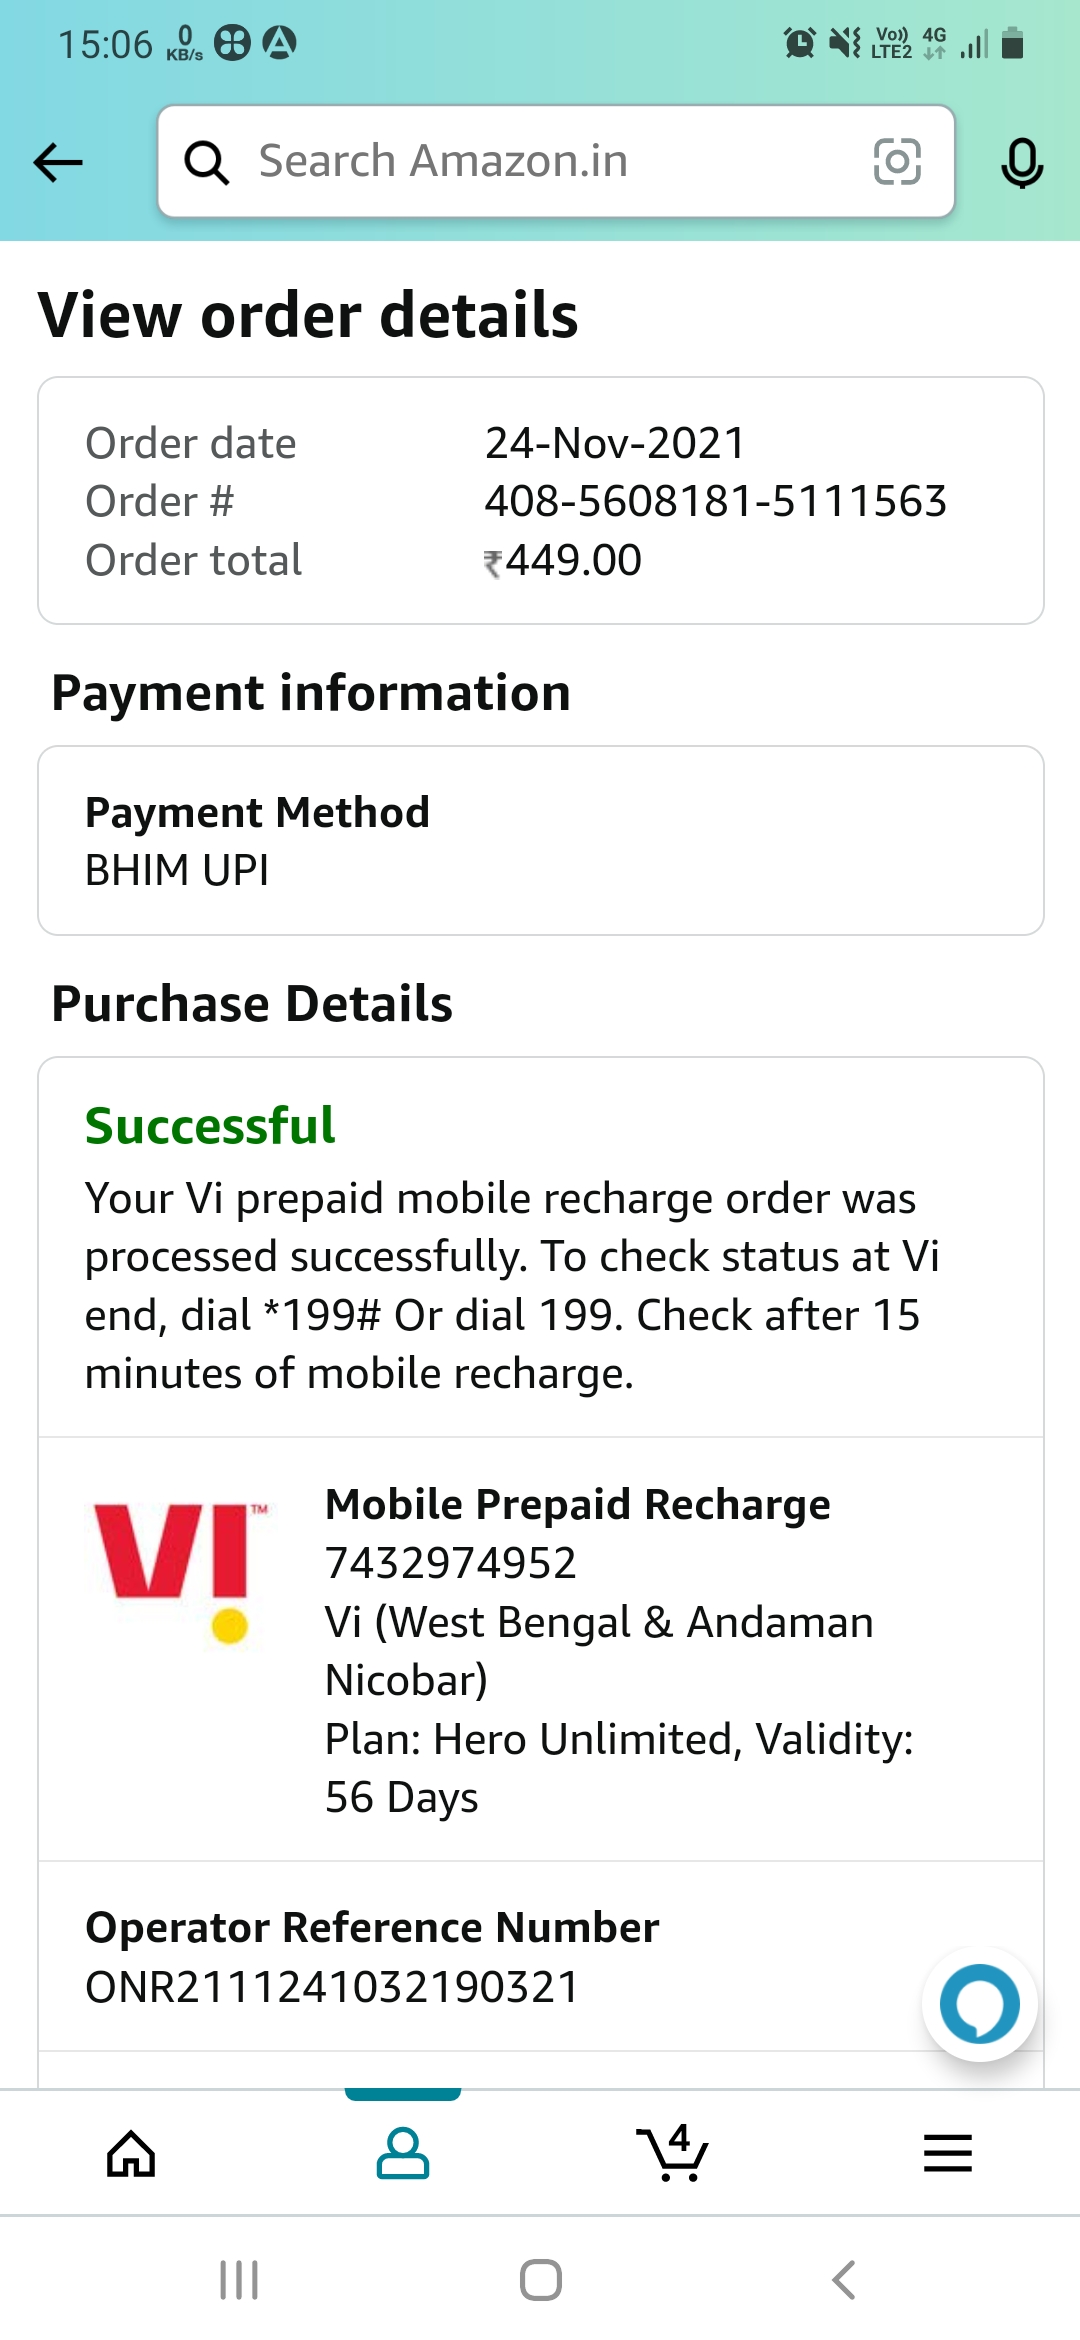 15:06 0 KB/s Vo)) LTE2 4G
Search Amazon.in
View order details
Order date 24-Nov-2021
Order # 408-5608181-5111563
Order total ₹449.00
Payment information
Payment Method
BHIM UPI
Purchase Details
Successful
Your Vi prepaid mobile recharge order was
processed successfully. To check status at Vi
end, dial *199# Or dial 199. Check after 15
minutes of mobile recharge.
VI™
Mobile Prepaid Recharge
7432974952
Vi (West Bengal & Andaman
Nicobar)
Plan: Hero Unlimited, Validity:
56 Days
Operator Reference Number
ONR2111241032190321
4